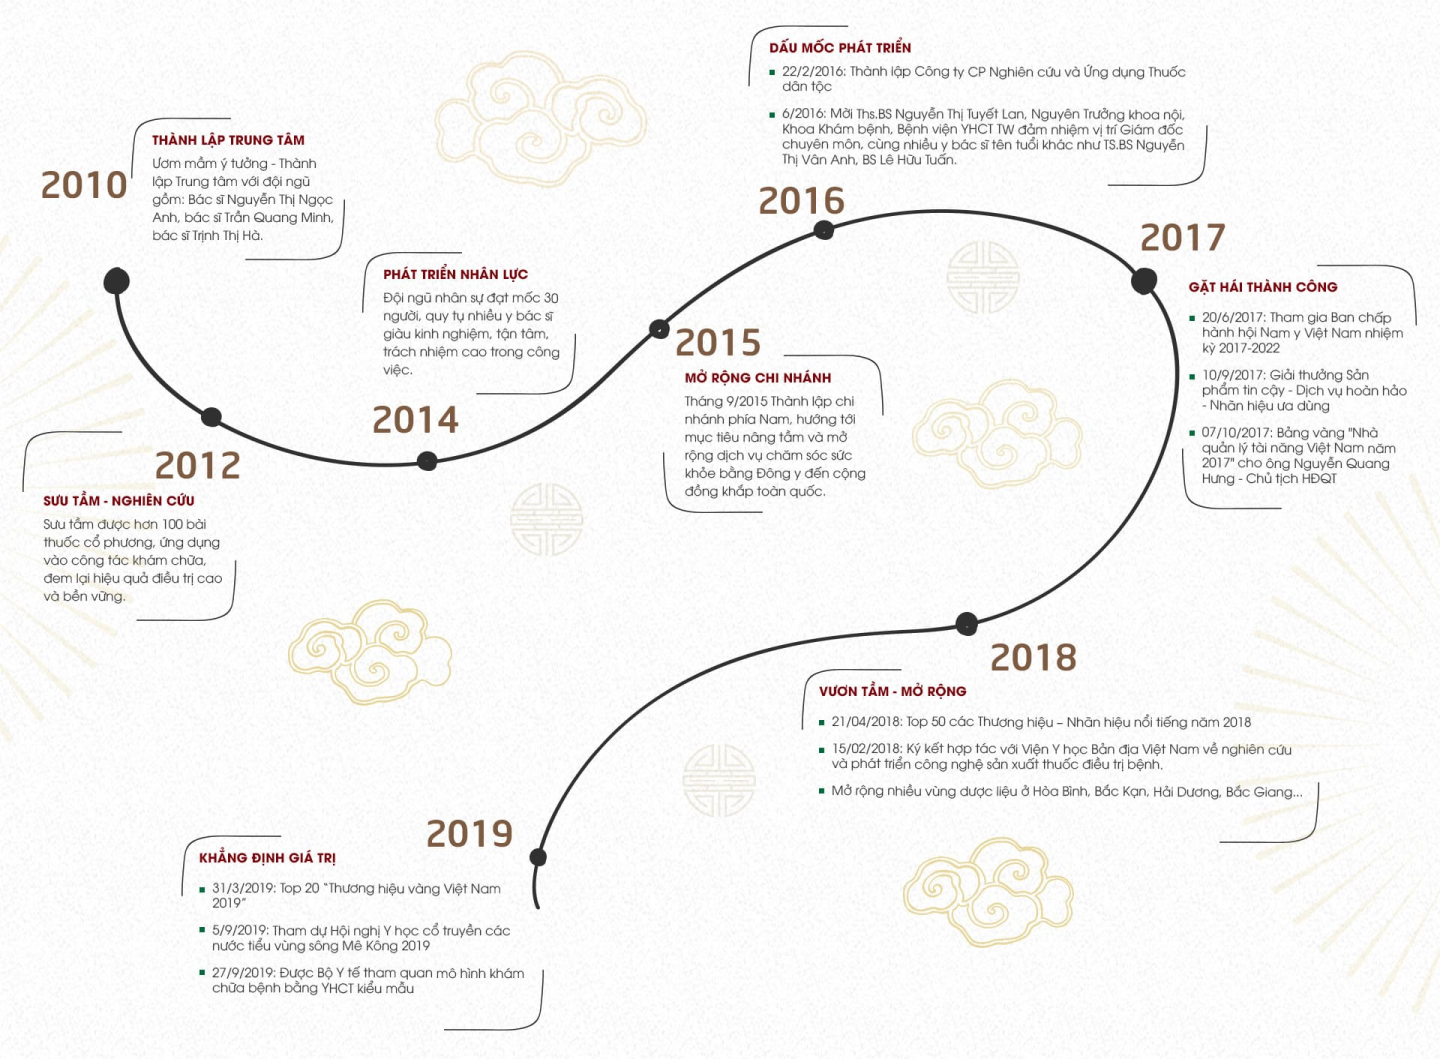 2010
THÀNH LẬP TRUNG TÂM
Ươm mầm ý tưởng - Thành
lập Trung tâm với đội ngũ
gồm: Bác sĩ Nguyễn Thị Ngọc
Anh, bác sĩ Trần Quang Minh,
bác sĩ Trịnh Thị Hà.
2012
SƯU TẦM - NGHIÊN CỨU
Sưu tầm được hơn 100 bài
thuốc cổ phương, ứng dụng
vào công tác khám chữa,
đem lại hiệu quả điều trị cao
và bền vững.
PHÁT TRIỂN NHÂN LỰC
Đội ngũ nhân sự đạt mốc 30
người, quy tụ nhiều y bác sĩ
giàu kinh nghiệm, tận tâm,
trách nhiệm cao trong công
việc.
2014
2015
MỞ RỘNG CHI NHÁNH
Tháng 9/2015 Thành lập chi
nhánh phía Nam, hướng tới
mục tiêu nâng tầm và mở
rộng dịch vụ chăm sóc sức
khỏe bằng Đông y đến cộng
đồng khắp toàn quốc.
DẤU MỐC PHÁT TRIỂN
22/2/2016: Thành lập Công ty CP Nghiên cứu và Ứng dụng Thuốc
dân tộc
6/2016: Mời Ths.BS Nguyễn Thị Tuyết Lan, Nguyên Trưởng khoa nội,
Khoa Khám bệnh, Bệnh viện YHCT TW đảm nhiệm vị trí Giám đốc
chuyên môn, cùng nhiều y bác sĩ tên tuổi khác như TS.BS Nguyễn
Thị Vân Anh, BS Lê Hữu Tuấn.
2016
2017
GẶT HÁI THÀNH CÔNG
20/6/2017: Tham gia Ban chấp
hành hội Nam y Việt Nam nhiệm
kỳ 2017-2022
10/9/2017: Giải thưởng Sản
phẩm tin cậy - Dịch vụ hoàn hảo
- Nhãn hiệu ưa dùng
07/10/2017: Bảng vàng "Nhà
quản lý tài năng Việt Nam năm
2017" cho ông Nguyễn Quang
Hưng - Chủ tịch HĐQT
2018
VƯƠN TẦM - MỞ RỘNG
21/04/2018: Top 50 các Thương hiệu – Nhãn hiệu nổi tiếng năm 2018
15/02/2018: Ký kết hợp tác với Viện Y học Bản địa Việt Nam về nghiên cứu
và phát triển công nghệ sản xuất thuốc điều trị bệnh.
Mở rộng nhiều vùng dược liệu ở Hòa Bình, Bắc Kạn, Hải Dương, Bắc Giang...
2019
KHẲNG ĐỊNH GIÁ TRỊ
31/3/2019: Top 20 "Thương hiệu vàng Việt Nam
2019"
5/9/2019: Tham dự Hội nghị Y học cổ truyền các
nước tiểu vùng sông Mê Kông 2019
27/9/2019: Được Bộ Y tế tham quan mô hình khám
chữa bệnh bằng YHCT kiểu mẫu